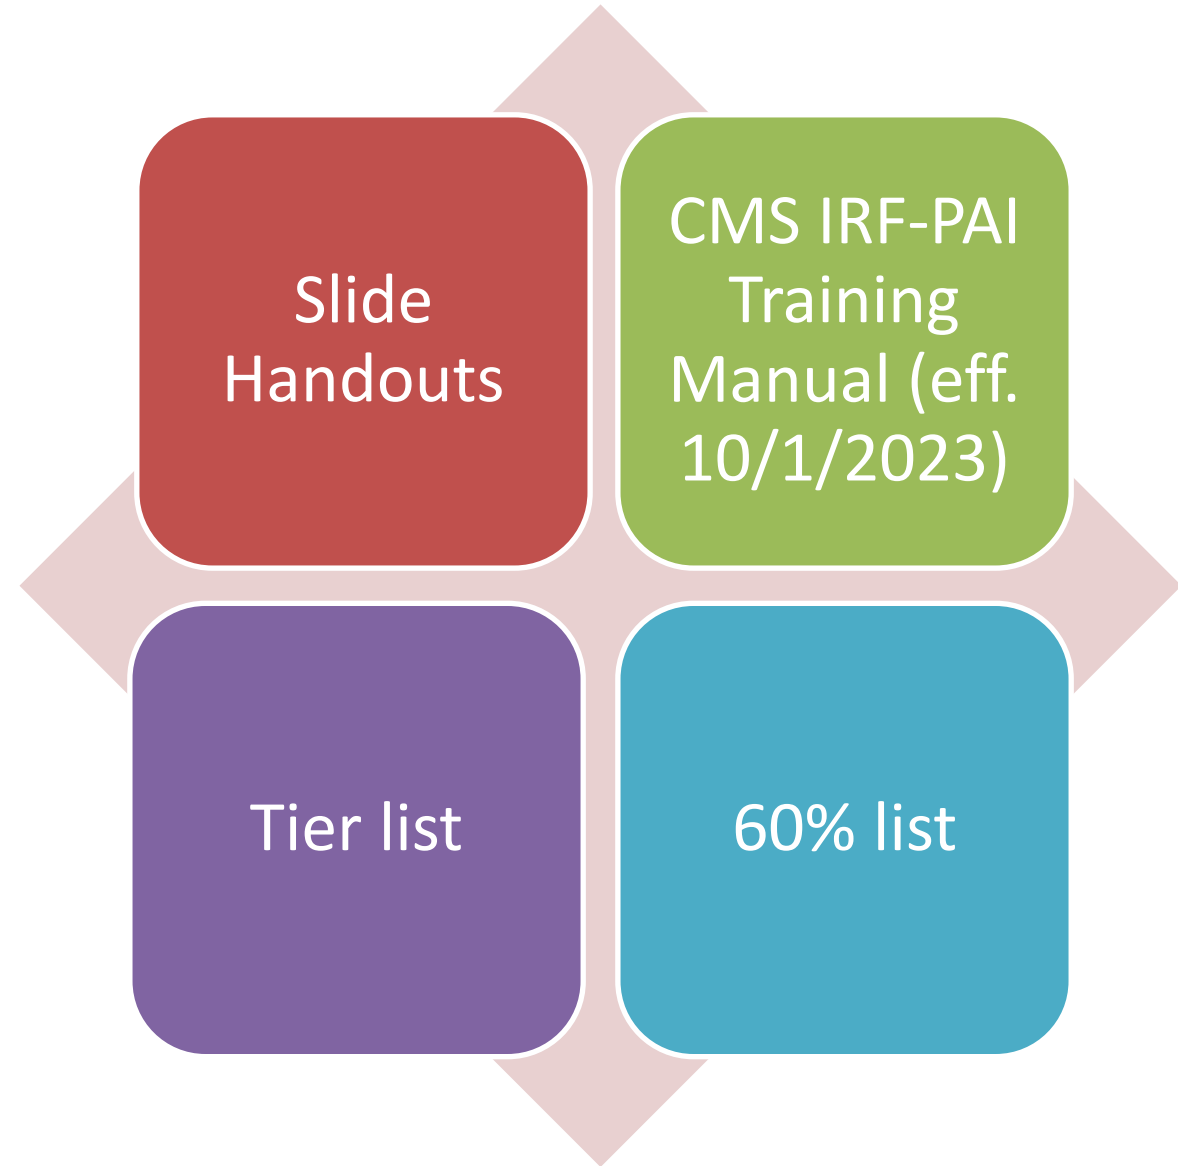 Slide
Handouts
CMS IRF-PAI
Training
Manual (eff.
10/1/2023)
Tier list
60% list